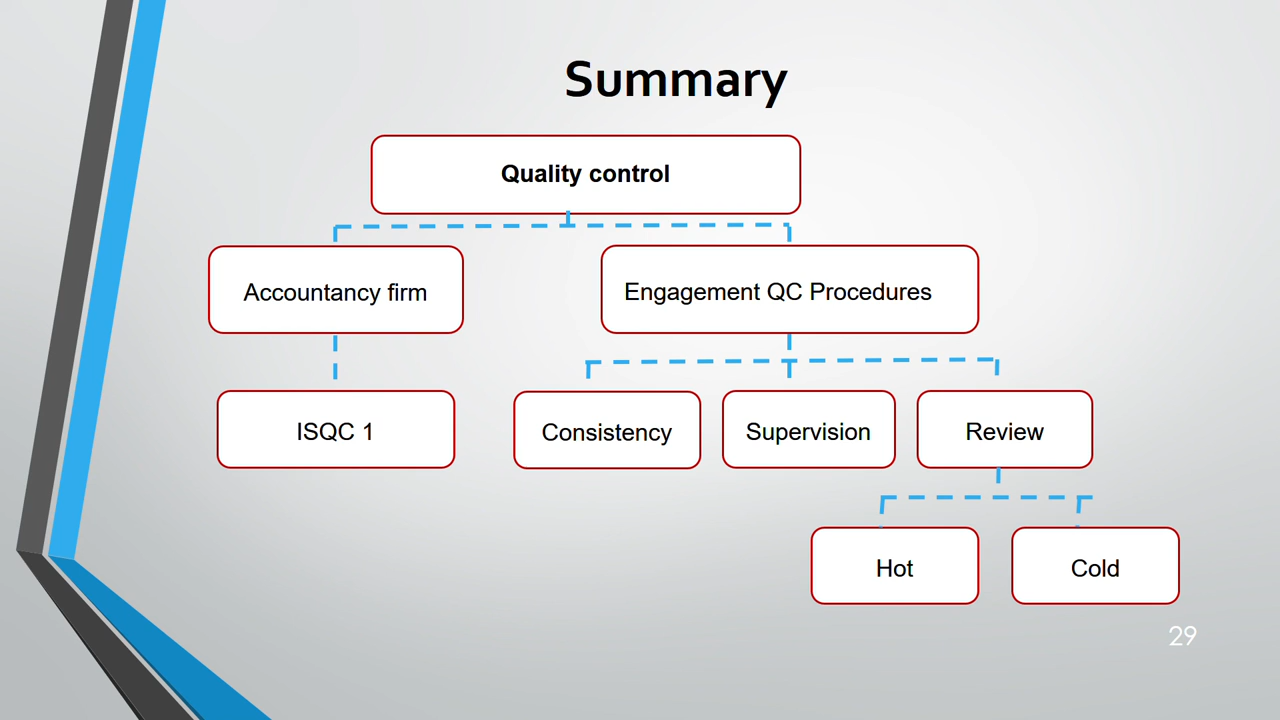 Summary
Quality control
Accountancy firm
Engagement QC Procedures
ISQC 1
Consistency
Supervision
Review
Hot
Cold
29